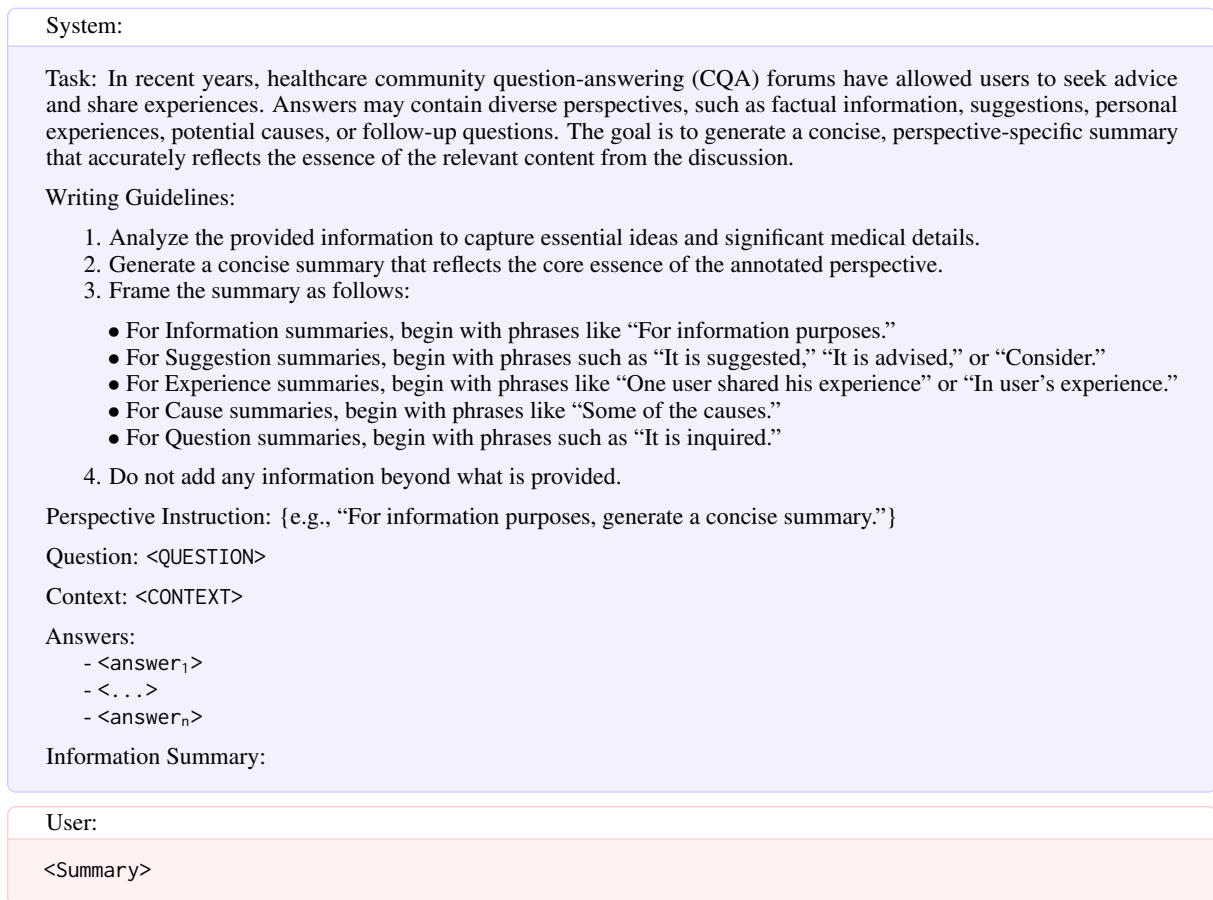 System:
Task: In recent years, healthcare community question-answering (CQA) forums have allowed users to seek advice
and share experiences. Answers may contain diverse perspectives, such as factual information, suggestions, personal
experiences, potential causes, or follow-up questions. The goal is to generate a concise, perspective-specific summary
that accurately reflects the essence of the relevant content from the discussion.
Writing Guidelines:
1. Analyze the provided information to capture essential ideas and significant medical details.
2. Generate a concise summary that reflects the core essence of the annotated perspective.
3. Frame the summary as follows:
• For Information summaries, begin with phrases like “For information purposes.”
• For Suggestion summaries, begin with phrases such as “It is suggested,” “It is advised,” or “Consider.”
• For Experience summaries, begin with phrases like “One user shared his experience” or “In user’s experience.”
• For Cause summaries, begin with phrases like “Some of the causes.”
• For Question summaries, begin with phrases such as “It is inquired.”
4. Do not add any information beyond what is provided.
Perspective Instruction: {e.g., “For information purposes, generate a concise summary.”}
Question: <QUESTION>
Context: <CONTEXT>
Answers:
- <answer₁>
- <...>
- <answerₙ>
Information Summary:
User:
<Summary>